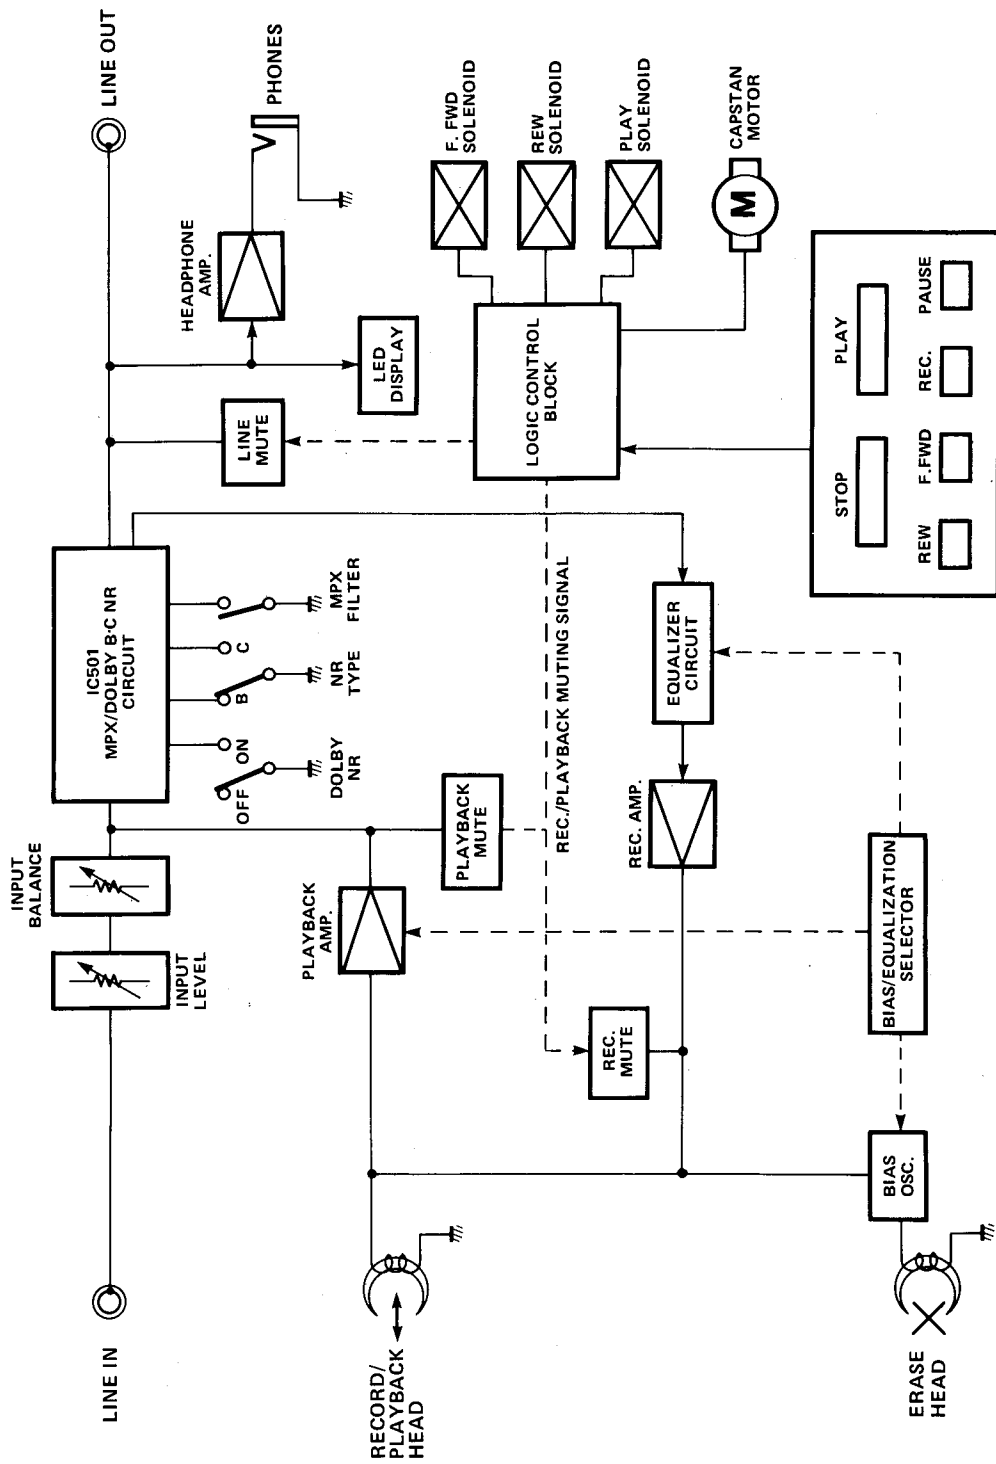 LINE IN
INPUT
LEVEL
INPUT
BALANCE
IC501
MPX/DOLBY B·C NR
CIRCUIT
OFF
ON
DOLBY
NR
B
C
NR
TYPE
MPX
FILTER
LINE OUT
HEADPHONE
AMP.
PHONES
LED
DISPLAY
LINE
MUTE
RECORD/
PLAYBACK
HEAD
PLAYBACK
AMP.
PLAYBACK
MUTE
REC./PLAYBACK MUTING SIGNAL
LOGIC CONTROL
BLOCK
F. FWD
SOLENOID
REW
SOLENOID
PLAY
SOLENOID
CAPSTAN
MOTOR
M
REC.
MUTE
REC. AMP.
EQUALIZER
CIRCUIT
ERASE
HEAD
BIAS
OSC.
BIAS/EQUALIZATION
SELECTOR
STOP
PLAY
REW
F.FWD
REC.
PAUSE